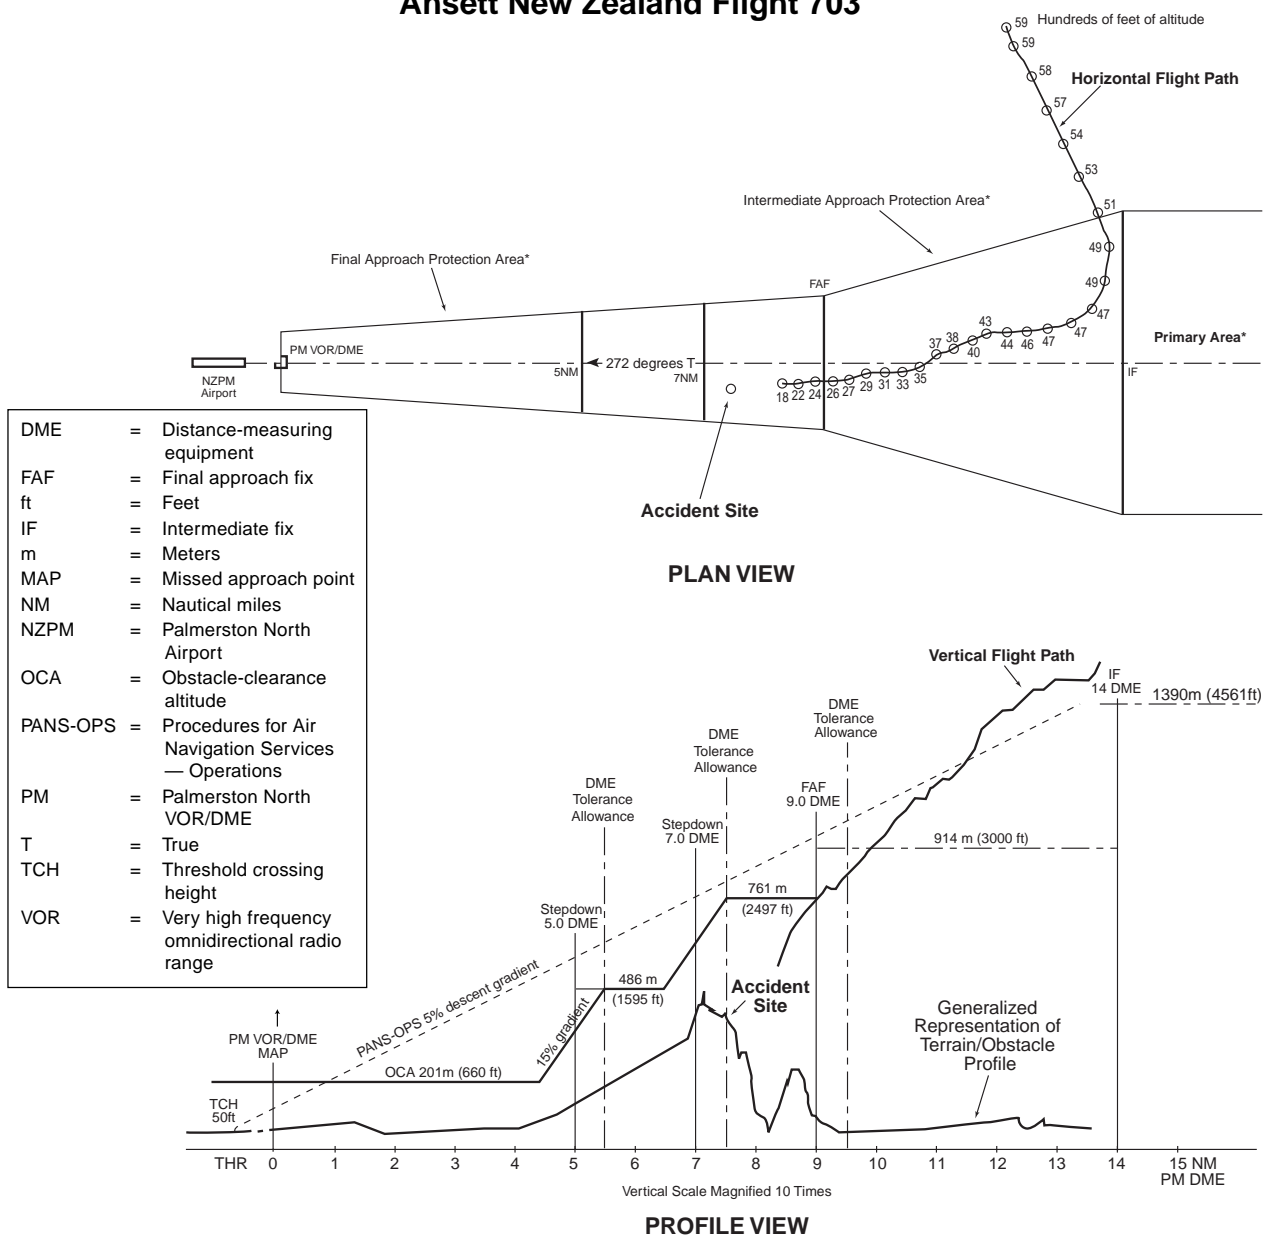 Ansett New Zealand Flight 703
59 Hundreds of feet of altitude
59
58
Horizontal Flight Path
57
54
53
51
Intermediate Approach Protection Area*
49
Final Approach Protection Area*
FAF
49
47
43
38
37
40
44
46
47
47
Primary Area*
PM VOR/DME
272 degrees T
5NM
7NM
IF
NZPM
Airport
18 22 24 26 27 29 31 33 35
Accident Site
PLAN VIEW
DME = Distance-measuring
equipment
FAF = Final approach fix
ft = Feet
IF = Intermediate fix
m = Meters
MAP = Missed approach point
NM = Nautical miles
NZPM = Palmerston North
Airport
OCA = Obstacle-clearance
altitude
PANS-OPS = Procedures for Air
Navigation Services
— Operations
PM = Palmerston North
VOR/DME
T = True
TCH = Threshold crossing
height
VOR = Very high frequency
omnidirectional radio
range
Vertical Flight Path
IF
14 DME
1390m (4561ft)
DME
Tolerance
Allowance
DME
Tolerance
Allowance
DME
Tolerance
Allowance
FAF
9.0 DME
Stepdown
7.0 DME
914 m (3000 ft)
761 m
(2497 ft)
Stepdown
5.0 DME
486 m
(1595 ft)
PANS-OPS 5% descent gradient
15% gradient
Accident
Site
Generalized
Representation of
Terrain/Obstacle
Profile
PM VOR/DME
MAP
OCA 201m (660 ft)
TCH
50ft
THR 0 1 2 3 4 5 6 7 8 9 10 11 12 13 14 15 NM
PM DME
Vertical Scale Magnified 10 Times
PROFILE VIEW